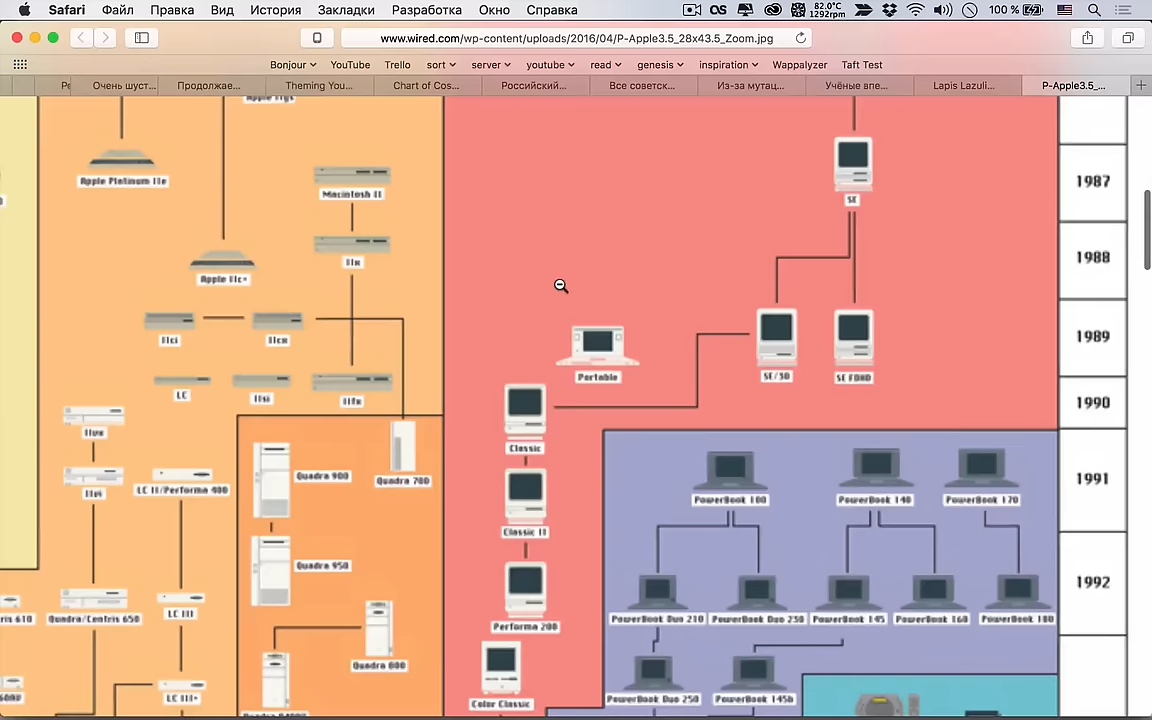 Safari Файл Правка Вид История Закладки Разработка Окно Справка
82.0°C
1292rpm
100 %
www.wired.com/wp-content/uploads/2016/04/P-Apple3.5_28x43.5_Zoom.jpg
Bonjour YouTube Trello sort server youtube read genesis inspiration Wappalyzer Taft Test
Очень шуст... Продолжае... Theming You... Chart of Cos... Российский... Все советск... Из-за мутац... Учёные впе... Lapis Lazuli... P-Apple3.5_...
Apple IIgs
Apple Platinum IIe
Macintosh II
SE
1987
IIx
Apple IIc+
1988
IIci
IIcx
Portable
SE/30
SE FDHD
1989
LC
IIsi
IIfx
1990
IIvx
Classic
IIvi
LC II/Performa 400
Quadra 900
Quadra 700
PowerBook 100
PowerBook 140
PowerBook 170
1991
Classic II
Quadra 950
1992
Quadra/Centris 650
LC III
Performa 200
PowerBook Duo 210
PowerBook Duo 230
PowerBook 145
PowerBook 160
PowerBook 180
Quadra 800
LC III+
Color Classic
PowerBook Duo 250
PowerBook 145b